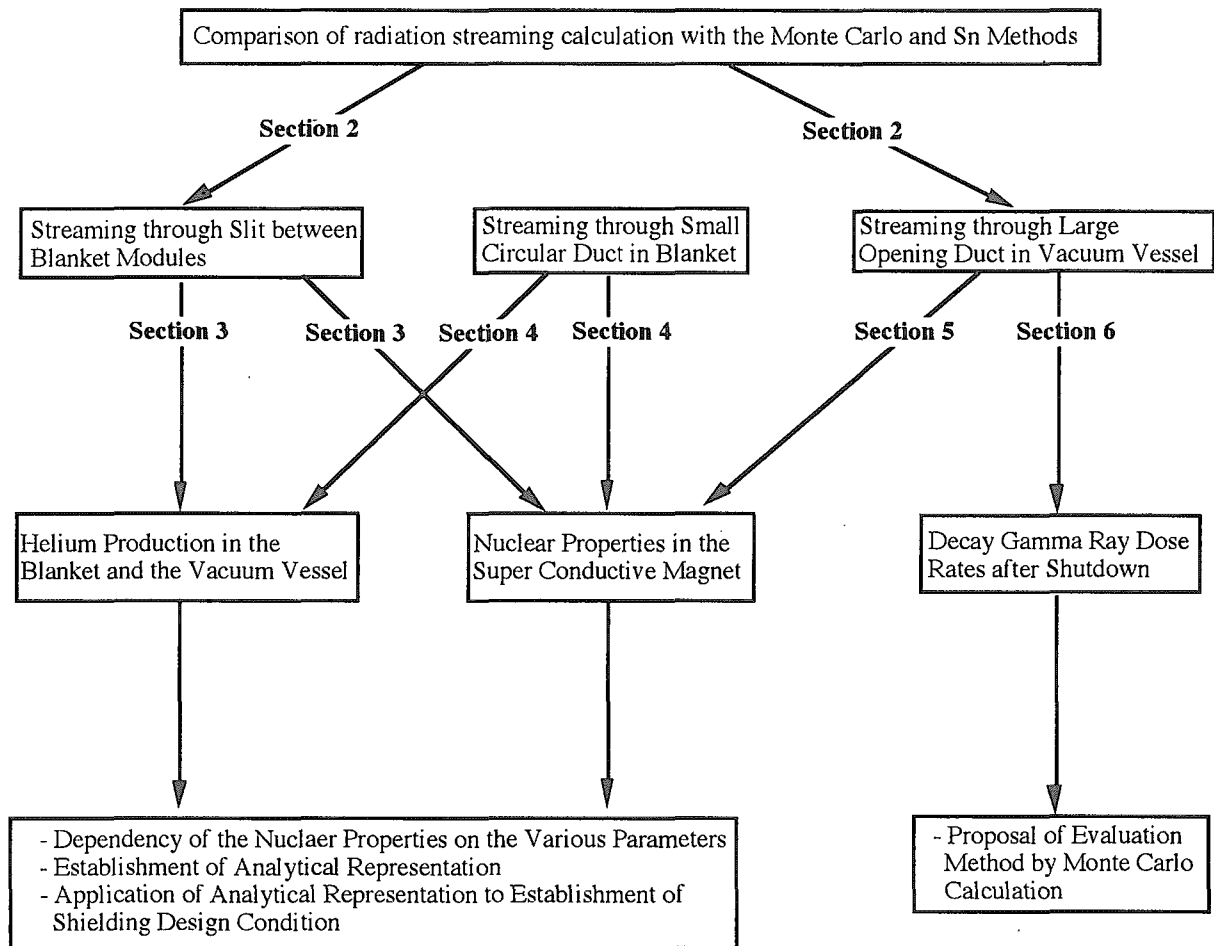 Comparison of radiation streaming calculation with the Monte Carlo and Sn Methods
Section 2
Section 2
Streaming through Slit between
Blanket Modules
Streaming through Small
Circular Duct in Blanket
Streaming through Large
Opening Duct in Vacuum Vessel
Section 3
Section 3
Section 4
Section 4
Section 5
Section 6
Helium Production in the
Blanket and the Vacuum Vessel
Nuclear Properties in the
Super Conductive Magnet
Decay Gamma Ray Dose
Rates after Shutdown
- Dependency of the Nuclaer Properties on the Various Parameters
- Establishment of Analytical Representation
- Application of Analytical Representation to Establishment of
Shielding Design Condition
- Proposal of Evaluation
Method by Monte Carlo
Calculation